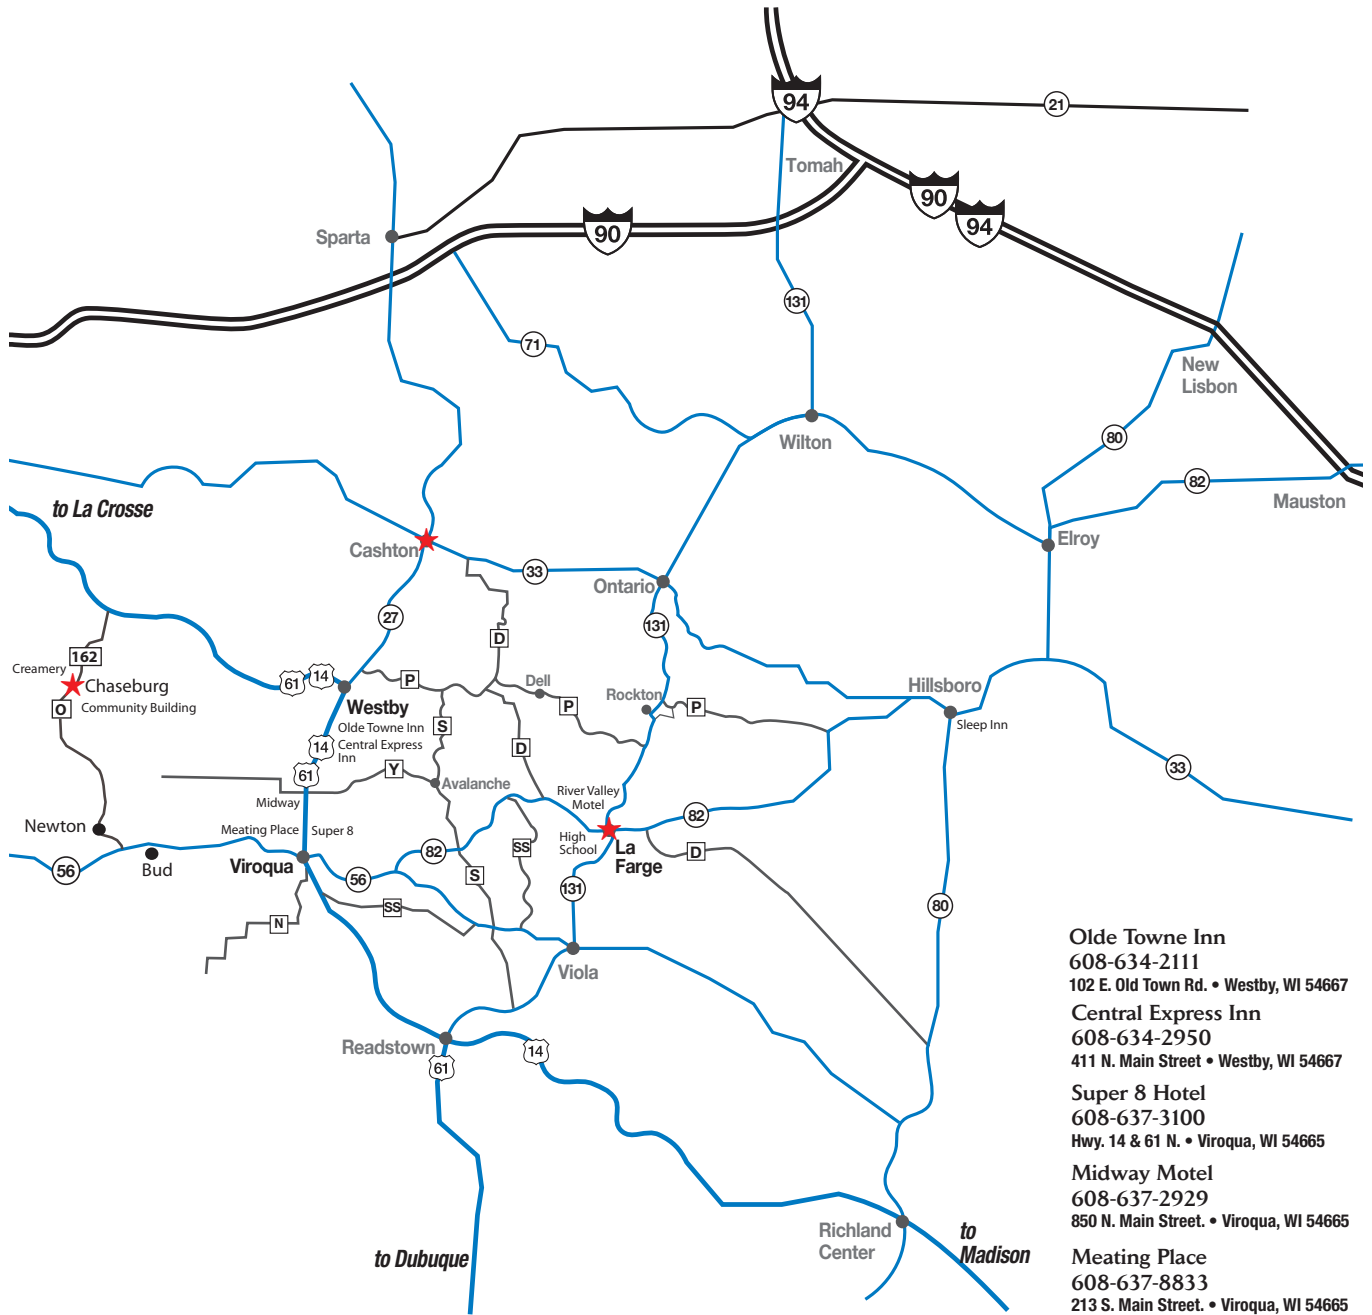 94
21
Tomah
90
94
Sparta
90
131
71
New
Lisbon
Wilton
80
82
Mauston
to La Crosse
Cashton
Elroy
33
Ontario
27
131
D
162
Creamery
Chaseburg
Community Building
O
61
14
P
Dell
P
Rockton
P
Hillsboro
Sleep Inn
Westby
Olde Towne Inn
Central Express
Inn
S
14
D
61
Y
Avalanche
Midway
33
River Valley
Motel
82
Newton
Meating Place
Super 8
High
School
La
Farge
SS
82
D
Bud
56
Viroqua
56
S
131
SS
80
N
Viola
Readstown
14
61
Richland
Center
to
Madison
to Dubuque
Olde Towne Inn
608-634-2111
102 E. Old Town Rd. • Westby, WI 54667
Central Express Inn
608-634-2950
411 N. Main Street • Westby, WI 54667
Super 8 Hotel
608-637-3100
Hwy. 14 & 61 N. • Viroqua, WI 54665
Midway Motel
608-637-2929
850 N. Main Street. • Viroqua, WI 54665
Meating Place
608-637-8833
213 S. Main Street. • Viroqua, WI 54665